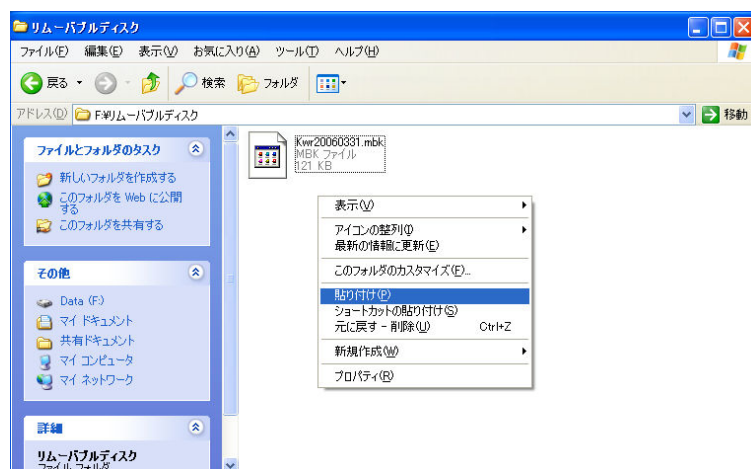 リムーバブルディスク
ファイル(F) 編集(E) 表示(V) お気に入り(A) ツール(T) ヘルプ(H)
戻る 検索 フォルダ
アドレス(D) F:¥リムーバブルディスク 移動
ファイルとフォルダのタスク
新しいフォルダを作成する
このフォルダを Web に公開
する
このフォルダを共有する
その他
Data (F:)
マイ ドキュメント
共有ドキュメント
マイ コンピュータ
マイ ネットワーク
詳細
リムーバブルディスク
ファイル フォルダ
Kwr20060331.mbk
MBK ファイル
121 KB
表示(V)
アイコンの整列(I)
最新の情報に更新(E)
このフォルダのカスタマイズ(F)...
貼り付け(P)
ショートカットの貼り付け(S)
元に戻す - 削除(U) Ctrl+Z
新規作成(W)
プロパティ(R)